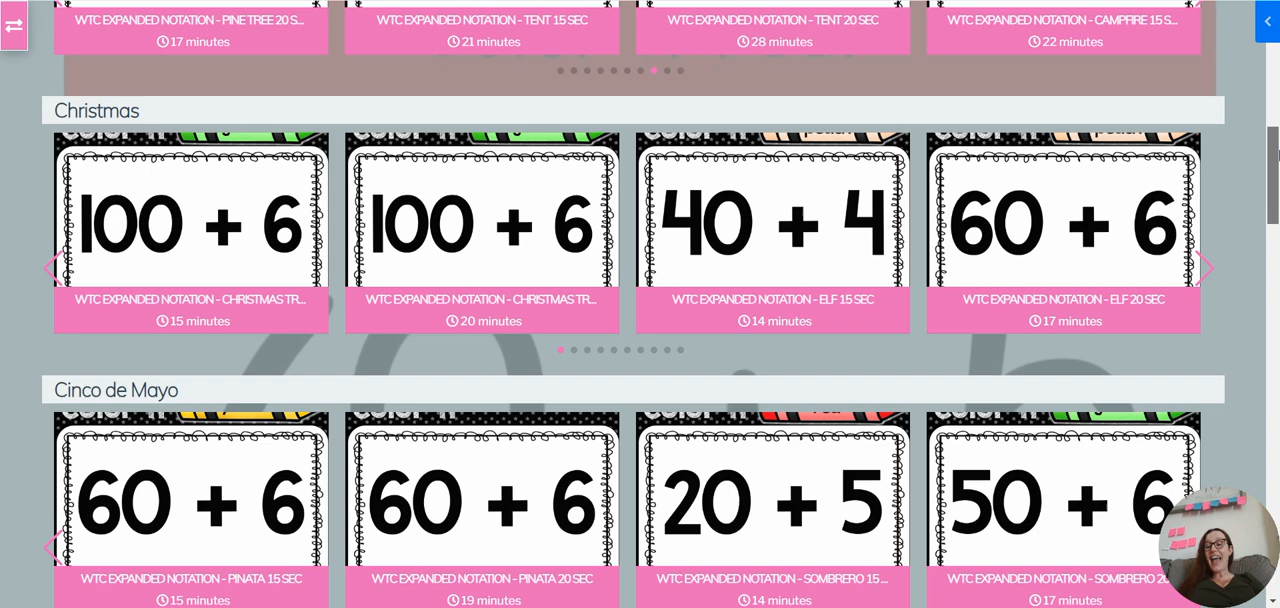 WTC EXPANDED NOTATION - PINE TREE 20 S...
17 minutes
WTC EXPANDED NOTATION - TENT 15 SEC
21 minutes
WTC EXPANDED NOTATION - TENT 20 SEC
28 minutes
WTC EXPANDED NOTATION - CAMPFIRE 15 S...
22 minutes
Christmas
100 + 6
WTC EXPANDED NOTATION - CHRISTMAS TR...
15 minutes
100 + 6
WTC EXPANDED NOTATION - CHRISTMAS TR...
20 minutes
40 + 4
WTC EXPANDED NOTATION - ELF 15 SEC
14 minutes
60 + 6
WTC EXPANDED NOTATION - ELF 20 SEC
17 minutes
Cinco de Mayo
60 + 6
WTC EXPANDED NOTATION - PINATA 15 SEC
15 minutes
60 + 6
WTC EXPANDED NOTATION - PINATA 20 SEC
19 minutes
20 + 5
WTC EXPANDED NOTATION - SOMBRERO 15 ...
14 minutes
50 + 6
WTC EXPANDED NOTATION - SOMBRERO
17 minutes